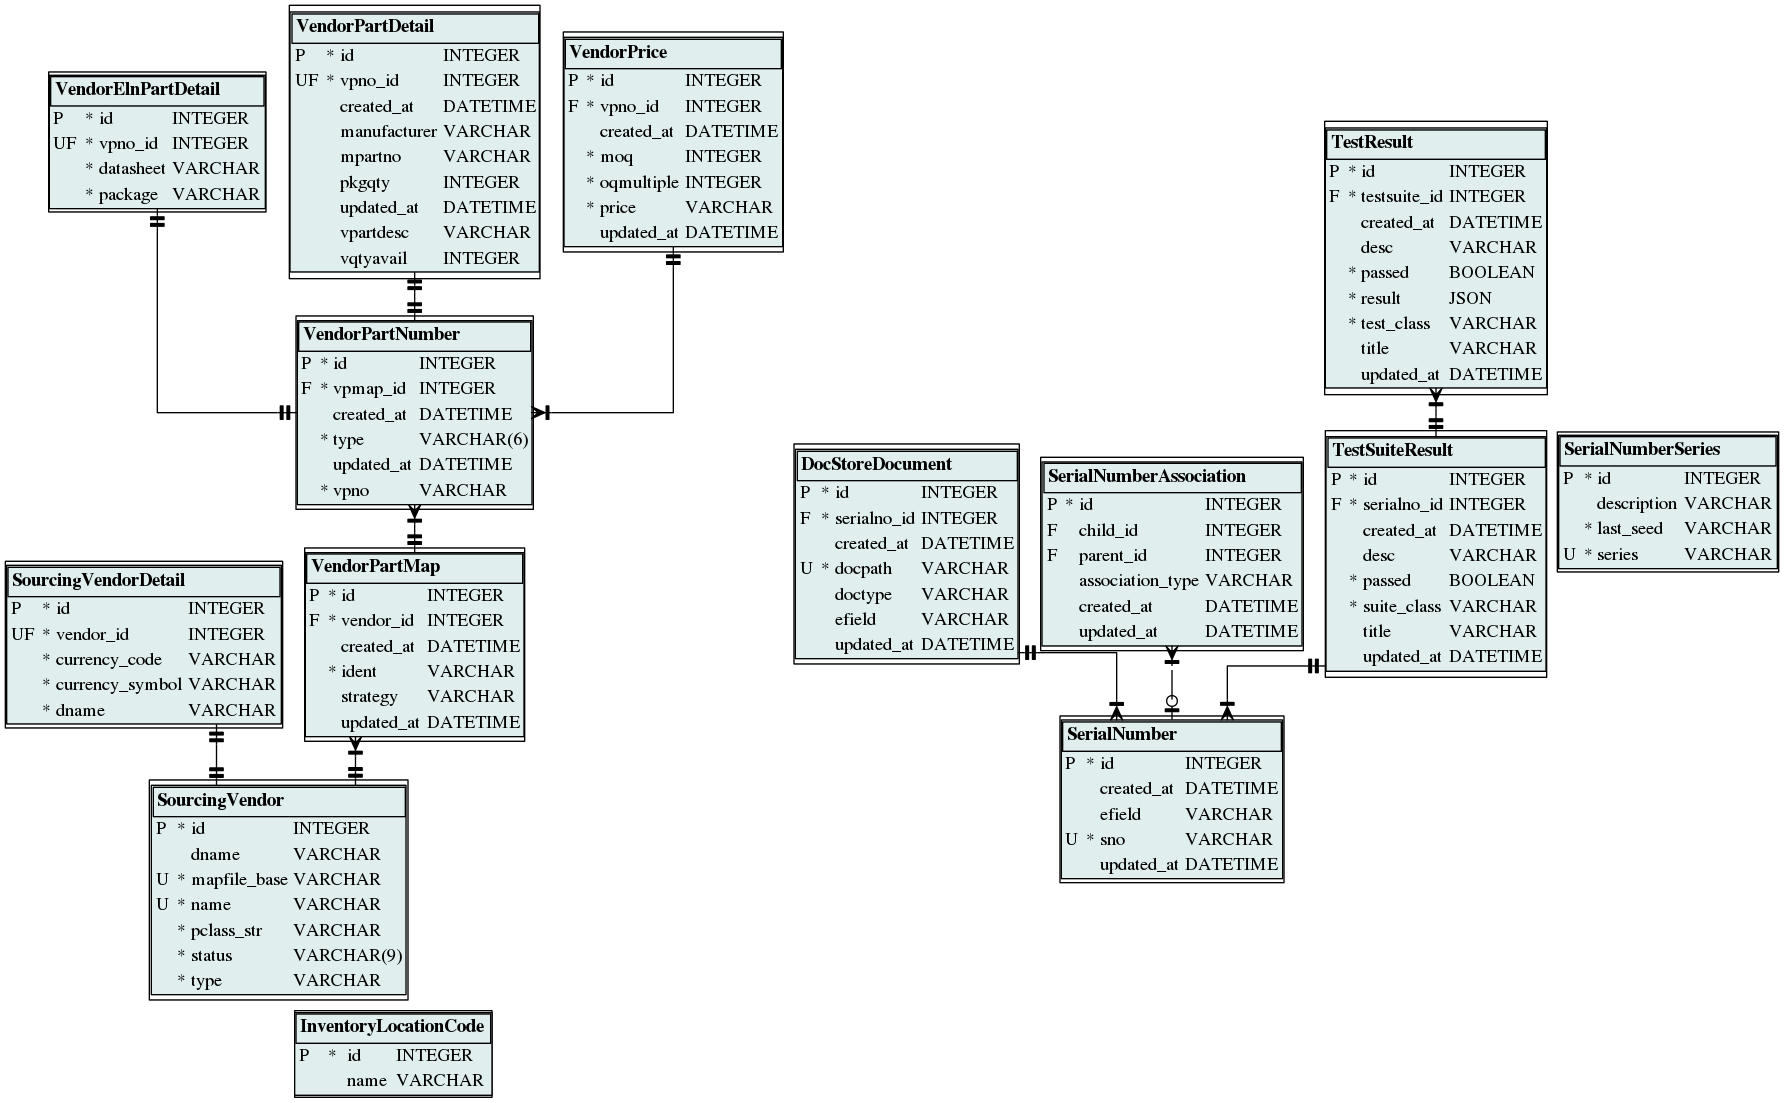 VendorPartDetail
P * id INTEGER
UF * vpno_id INTEGER
created_at DATETIME
manufacturer VARCHAR
mpartno VARCHAR
pkgqty INTEGER
updated_at DATETIME
vpartdesc VARCHAR
vqtyavail INTEGER
VendorPrice
P * id INTEGER
F * vpno_id INTEGER
created_at DATETIME
* moq INTEGER
* oqmultiple INTEGER
* price VARCHAR
updated_at DATETIME
VendorElnPartDetail
P * id INTEGER
UF * vpno_id INTEGER
* datasheet VARCHAR
* package VARCHAR
TestResult
P * id INTEGER
F * testsuite_id INTEGER
created_at DATETIME
desc VARCHAR
* passed BOOLEAN
* result JSON
* test_class VARCHAR
title VARCHAR
updated_at DATETIME
VendorPartNumber
P * id INTEGER
F * vpmap_id INTEGER
created_at DATETIME
* type VARCHAR(6)
updated_at DATETIME
* vpno VARCHAR
DocStoreDocument
P * id INTEGER
F * serialno_id INTEGER
created_at DATETIME
U * docpath VARCHAR
doctype VARCHAR
efield VARCHAR
updated_at DATETIME
SerialNumberAssociation
P * id INTEGER
F child_id INTEGER
F parent_id INTEGER
association_type VARCHAR
created_at DATETIME
updated_at DATETIME
TestSuiteResult
P * id INTEGER
F * serialno_id INTEGER
created_at DATETIME
desc VARCHAR
* passed BOOLEAN
* suite_class VARCHAR
title VARCHAR
updated_at DATETIME
SerialNumberSeries
P * id INTEGER
description VARCHAR
* last_seed VARCHAR
U * series VARCHAR
SourcingVendorDetail
P * id INTEGER
UF * vendor_id INTEGER
* currency_code VARCHAR
* currency_symbol VARCHAR
* dname VARCHAR
VendorPartMap
P * id INTEGER
F * vendor_id INTEGER
created_at DATETIME
* ident VARCHAR
strategy VARCHAR
updated_at DATETIME
SerialNumber
P * id INTEGER
created_at DATETIME
efield VARCHAR
U * sno VARCHAR
updated_at DATETIME
SourcingVendor
P * id INTEGER
dname VARCHAR
U * mapfile_base VARCHAR
U * name VARCHAR
* pclass_str VARCHAR
* status VARCHAR(9)
* type VARCHAR
InventoryLocationCode
P * id INTEGER
name VARCHAR